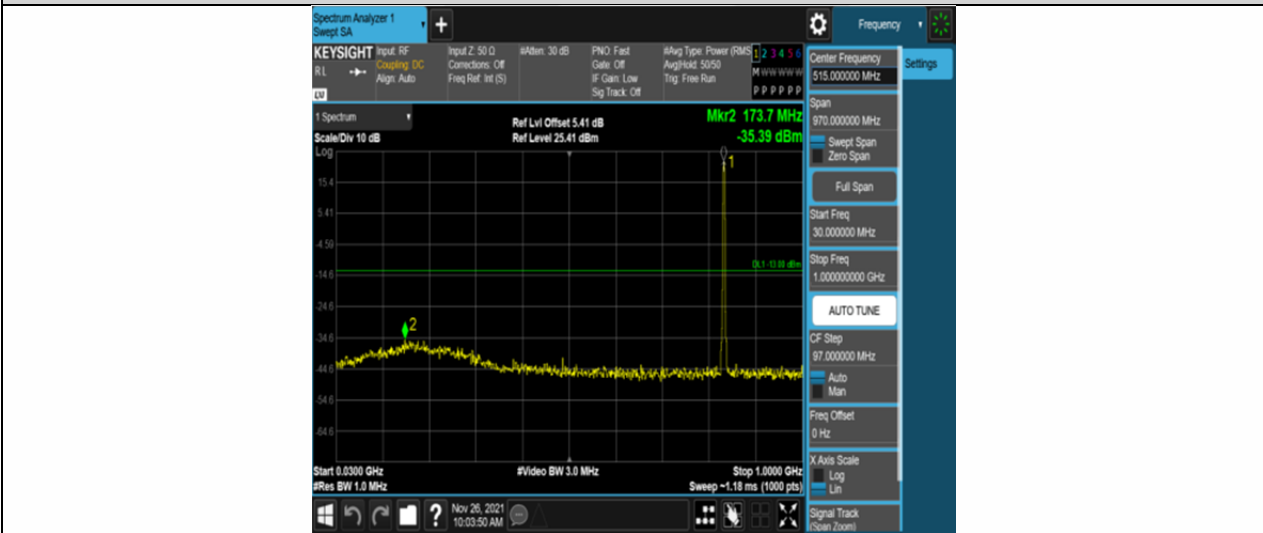 Spectrum Analyzer 1
Swept SA
+
Frequency
KEYSIGHT
RL
LXI
Input: RF
Coupling: DC
Align: Auto
Input Z: 50 Ω
Corrections: Off
Freq Ref: Int (S)
#Atten: 30 dB
PNO: Fast
Gate: Off
IF Gain: Low
Sig Track: Off
#Avg Type: Power (RMS
Avg|Hold: 50/50
Trig: Free Run
1 2 3 4 5 6
M W W W W W
P P P P P P
Center Frequency
515.000000 MHz
Settings
1 Spectrum
Scale/Div 10 dB
Ref Lvl Offset 5.41 dB
Ref Level 25.41 dBm
Mkr2 173.7 MHz
-35.39 dBm
Span
970.000000 MHz
Swept Span
Zero Span
Full Span
Log
15.4
5.41
-4.59
-14.6
-24.6
-34.6
-44.6
-54.6
-64.6
1
2
DL1 -13.00 dBm
Start Freq
30.000000 MHz
Stop Freq
1.000000000 GHz
AUTO TUNE
CF Step
97.000000 MHz
Auto
Man
Freq Offset
0 Hz
X Axis Scale
Log
Lin
Signal Track
(Span Zoom)
Start 0.0300 GHz
#Res BW 1.0 MHz
#Video BW 3.0 MHz
Stop 1.0000 GHz
Sweep ~1.18 ms (1000 pts)
?
Nov 26, 2021
10:03:50 AM